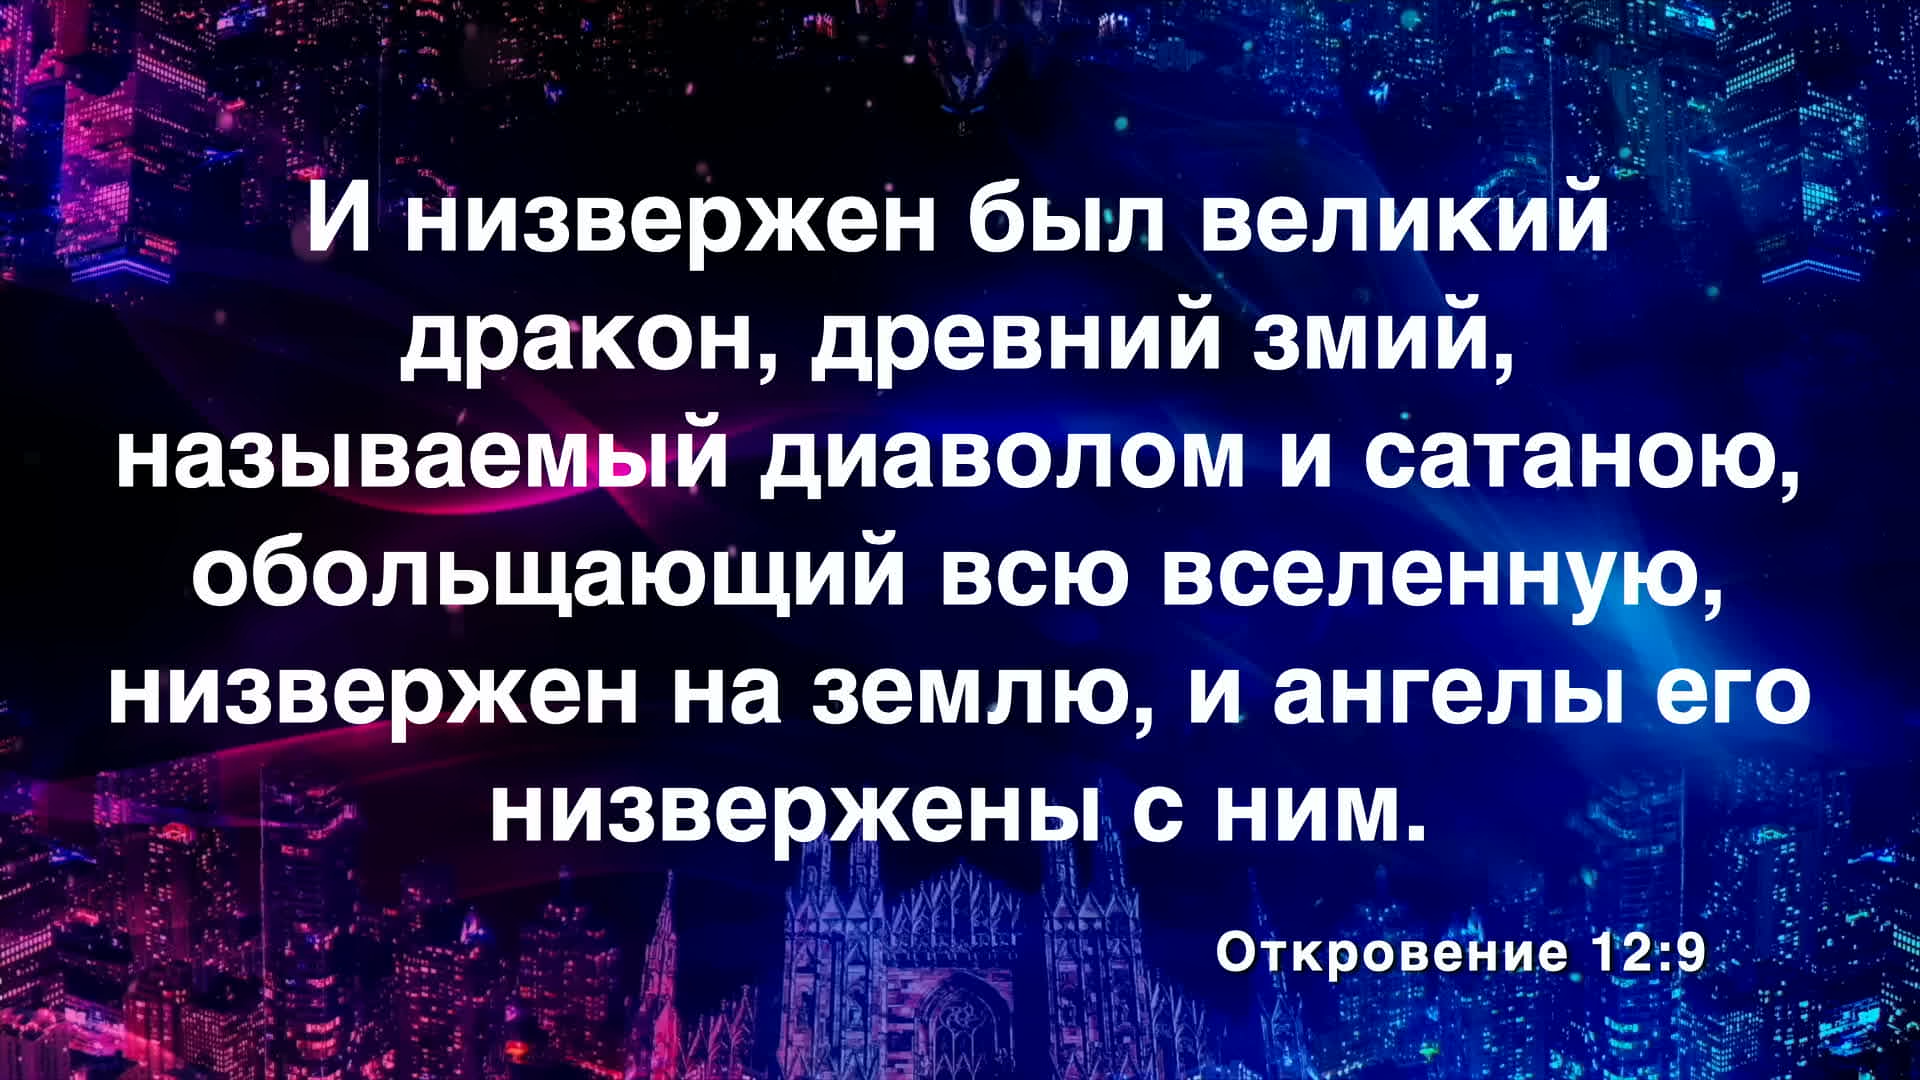 И низвержен был великий
дракон, древний змий,
называемый диаволом и сатаною,
обольщающий всю вселенную,
низвержен на землю, и ангелы его
низвержены с ним.
Откровение 12:9